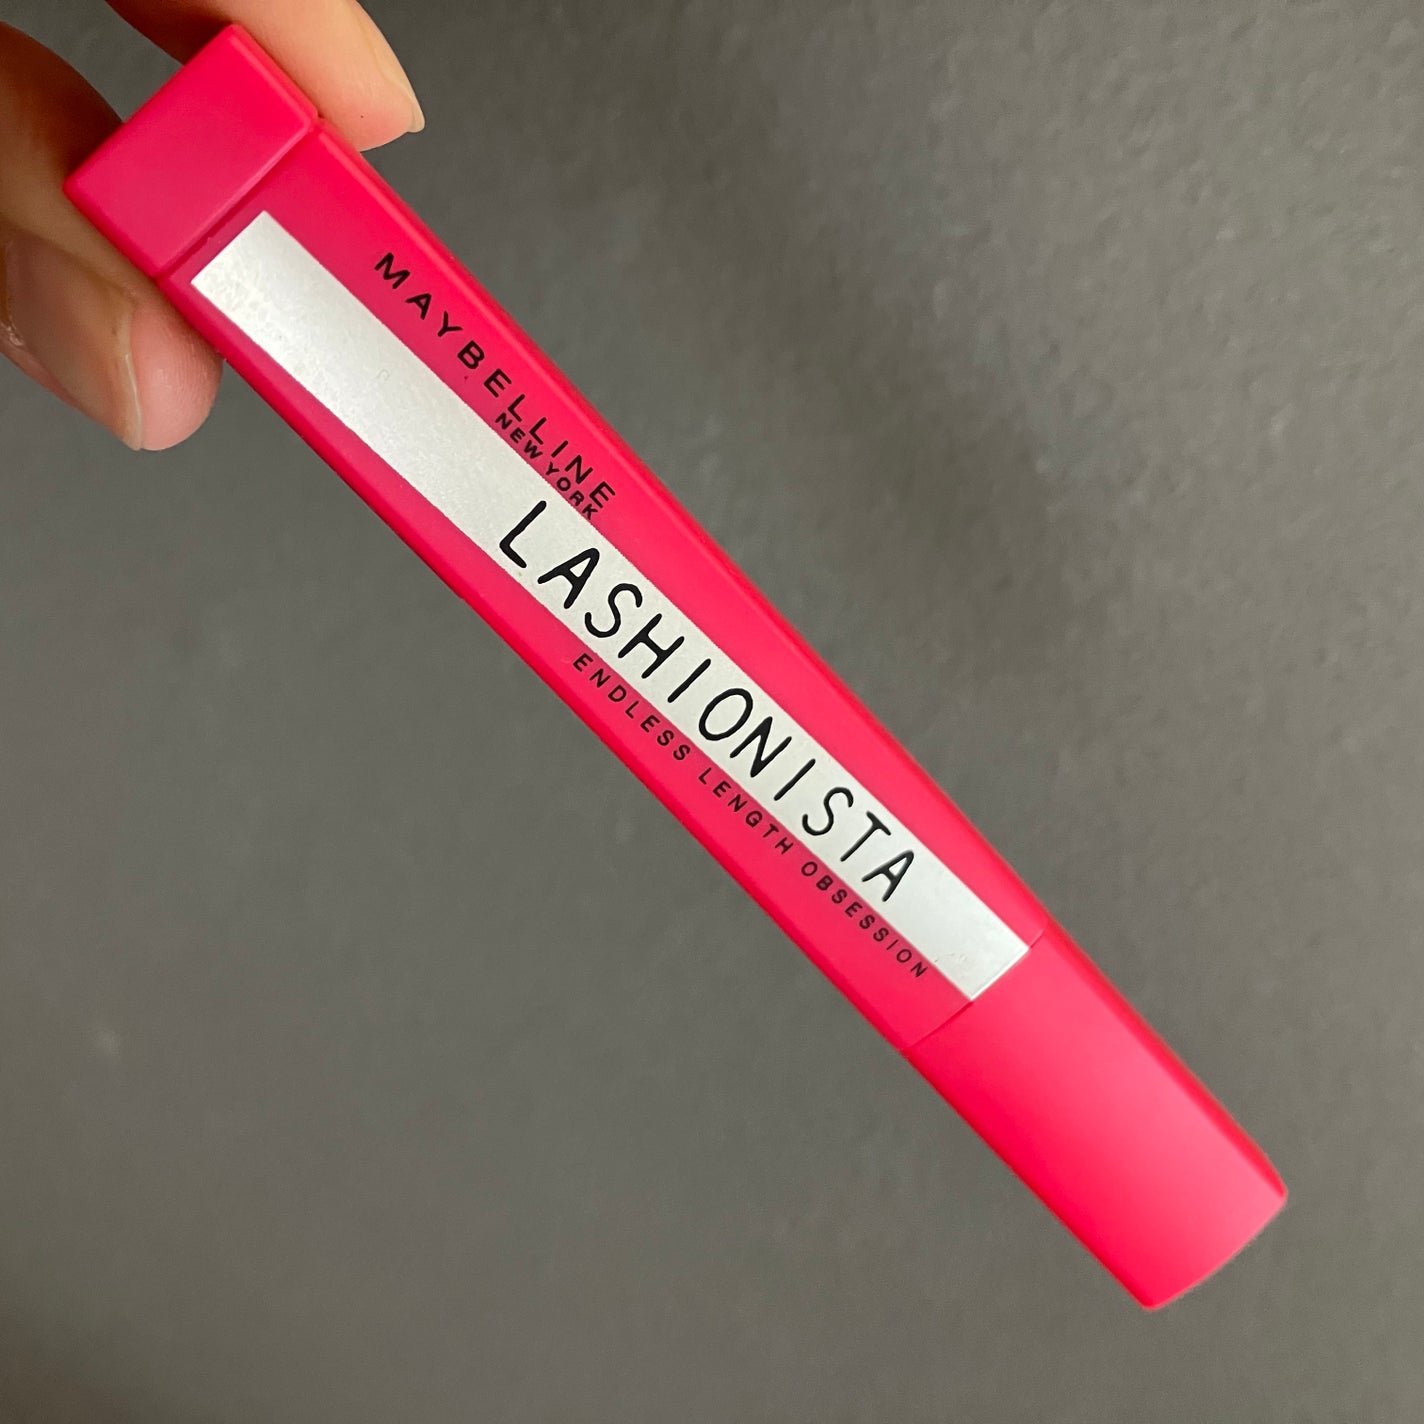 MAYBELLINE
NEW YORK
LASHIONISTA
ENDLESS LENGTH OBSESSION